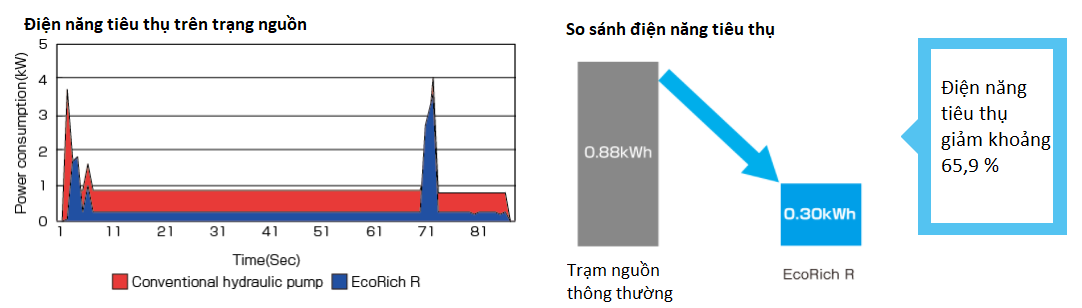 Điện năng tiêu thụ trên trạng nguồn
Power consumption(kW)
5
4
3
2
1
0
1 11 21 31 41 51 61 71 81
Time(Sec)
Conventional hydraulic pump EcoRich R
So sánh điện năng tiêu thụ
0.88kWh
0.30kWh
Trạm nguồn
thông thường
EcoRich R
Điện năng
tiêu thụ
giảm khoảng
65,9 %